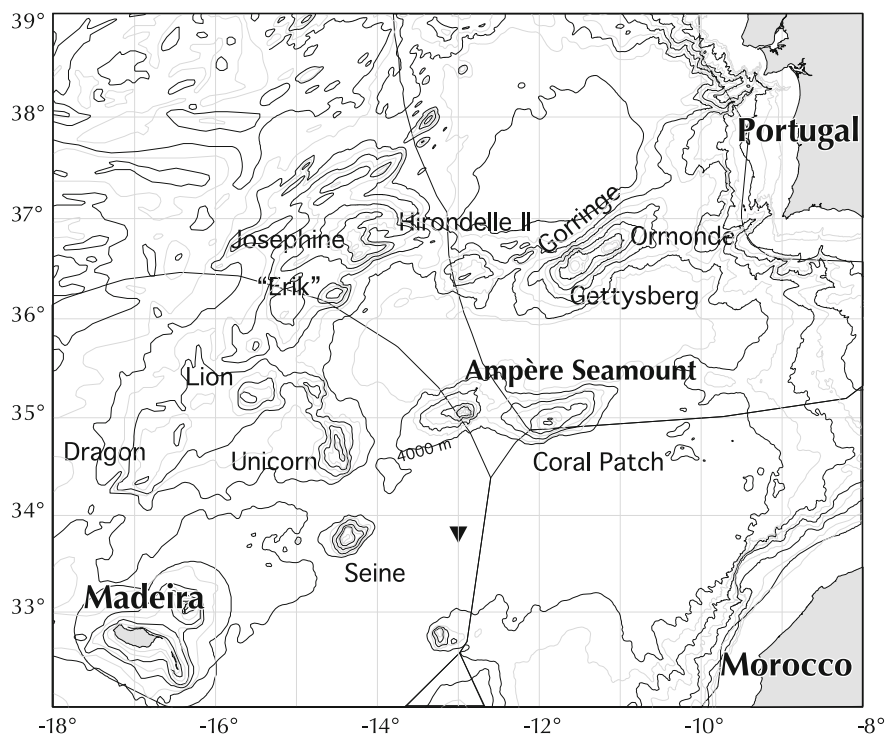 39°
38°
Portugal
37°
Hirondelle II
Gorringe
Josephine
Ormonde
"Erik"
Gettysberg
36°
Ampère Seamount
Lion
35°
Dragon
Unicorn
4000 m
Coral Patch
34°
Seine
Madeira
33°
Morocco
-18° -16° -14° -12° -10° -8°